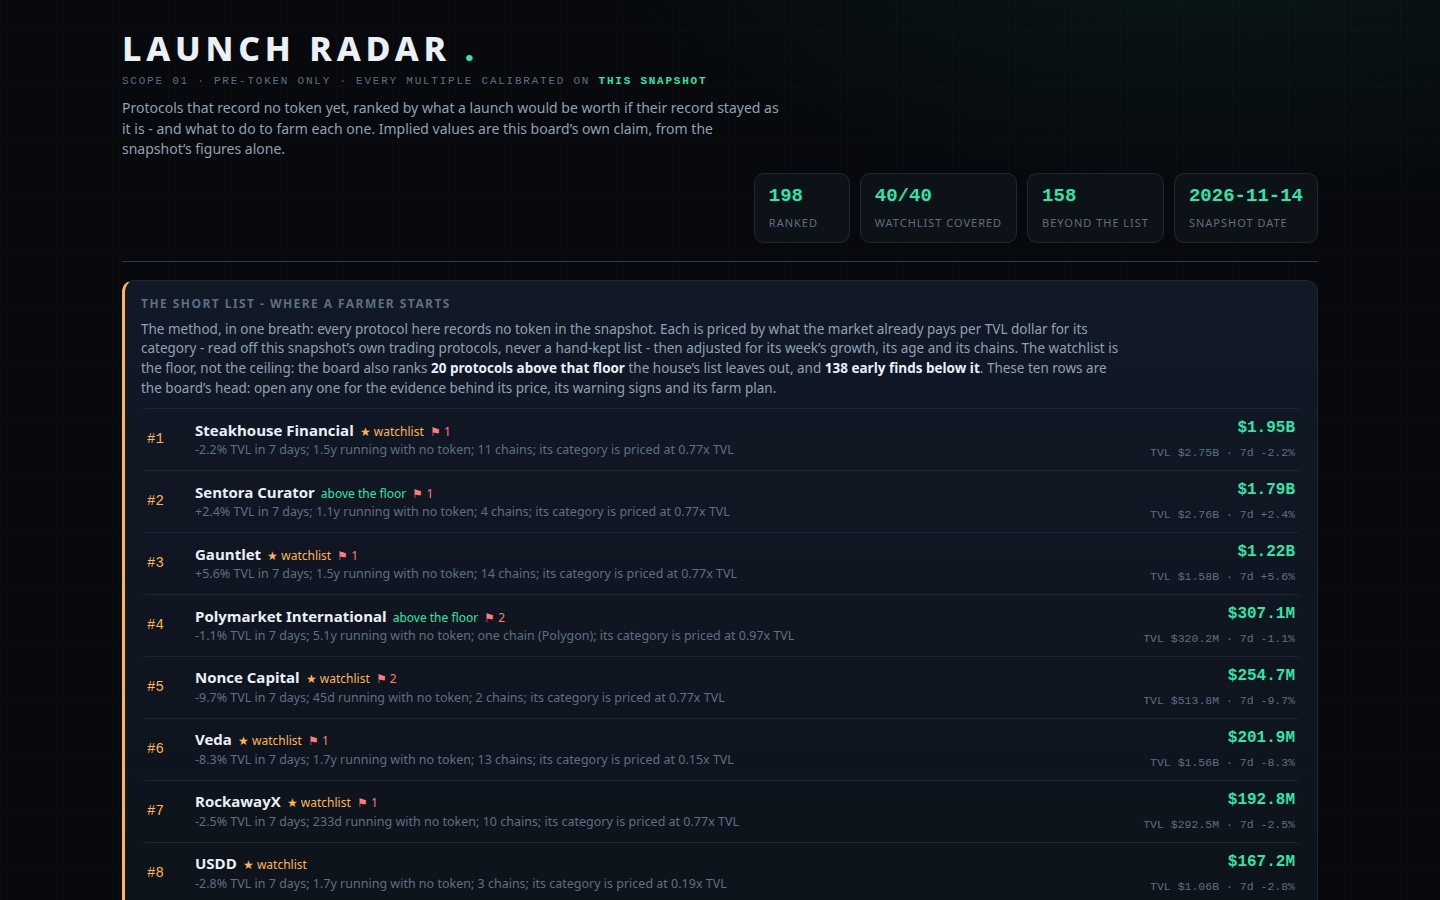 LAUNCH RADAR .
SCOPE 01 · PRE-TOKEN ONLY · EVERY MULTIPLE CALIBRATED ON THIS SNAPSHOT
Protocols that record no token yet, ranked by what a launch would be worth if their record stayed as
it is - and what to do to farm each one. Implied values are this board's own claim, from the
snapshot's figures alone.
198
RANKED
40/40
WATCHLIST COVERED
158
BEYOND THE LIST
2026-11-14
SNAPSHOT DATE
THE SHORT LIST - WHERE A FARMER STARTS
The method, in one breath: every protocol here records no token in the snapshot. Each is priced by what the market already pays per TVL dollar for its
category - read off this snapshot's own trading protocols, never a hand-kept list - then adjusted for its week's growth, its age and its chains. The watchlist is
the floor, not the ceiling: the board also ranks 20 protocols above that floor the house's list leaves out, and 138 early finds below it. These ten rows are
the board's head: open any one for the evidence behind its price, its warning signs and its farm plan.
#1 Steakhouse Financial ★ watchlist ⚑ 1 $1.95B
-2.2% TVL in 7 days; 1.5y running with no token; 11 chains; its category is priced at 0.77x TVL TVL $2.75B · 7d -2.2%
#2 Sentora Curator above the floor ⚑ 1 $1.79B
+2.4% TVL in 7 days; 1.1y running with no token; 4 chains; its category is priced at 0.77x TVL TVL $2.76B · 7d +2.4%
#3 Gauntlet ★ watchlist ⚑ 1 $1.22B
+5.6% TVL in 7 days; 1.5y running with no token; 14 chains; its category is priced at 0.77x TVL TVL $1.58B · 7d +5.6%
#4 Polymarket International above the floor ⚑ 2 $307.1M
-1.1% TVL in 7 days; 5.1y running with no token; one chain (Polygon); its category is priced at 0.97x TVL TVL $320.2M · 7d -1.1%
#5 Nonce Capital ★ watchlist ⚑ 2 $254.7M
-9.7% TVL in 7 days; 45d running with no token; 2 chains; its category is priced at 0.77x TVL TVL $513.8M · 7d -9.7%
#6 Veda ★ watchlist ⚑ 1 $201.9M
-8.3% TVL in 7 days; 1.7y running with no token; 13 chains; its category is priced at 0.15x TVL TVL $1.56B · 7d -8.3%
#7 RockawayX ★ watchlist ⚑ 1 $192.8M
-2.5% TVL in 7 days; 233d running with no token; 10 chains; its category is priced at 0.77x TVL TVL $292.5M · 7d -2.5%
#8 USDD ★ watchlist $167.2M
-2.8% TVL in 7 days; 1.7y running with no token; 3 chains; its category is priced at 0.19x TVL TVL $1.06B · 7d -2.8%